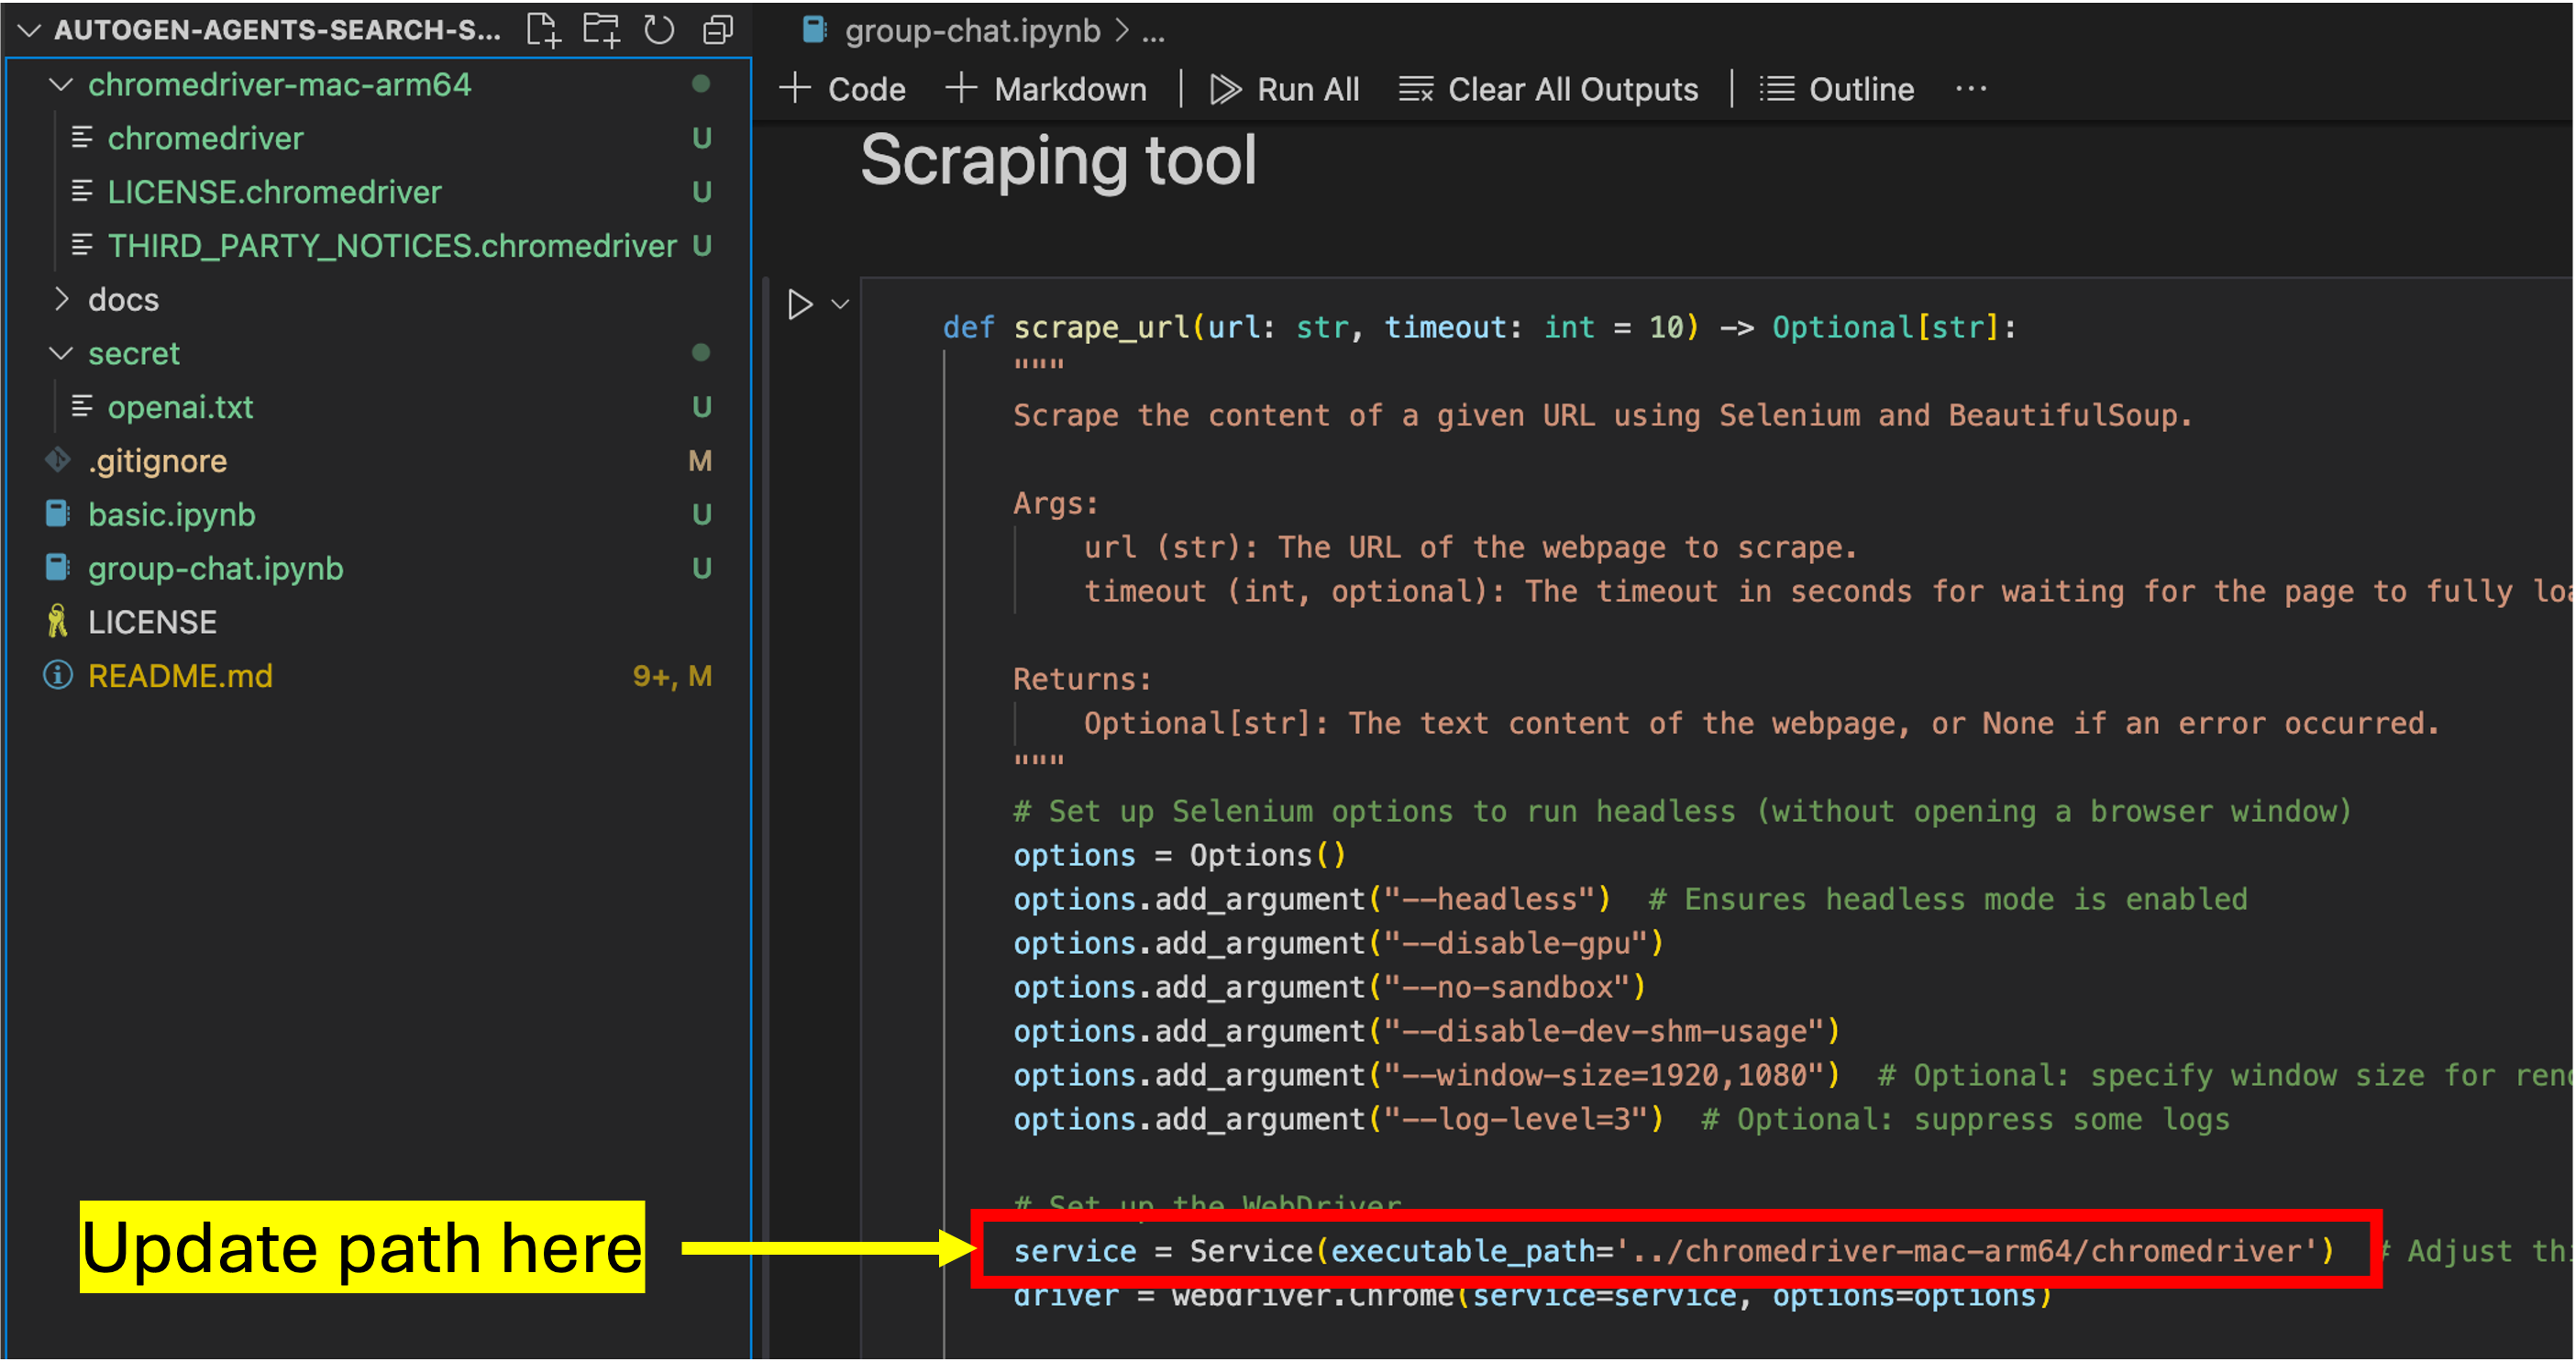 AUTOGEN-AGENTS-SEARCH-S...
chromedriver-mac-arm64
chromedriver U
LICENSE.chromedriver U
THIRD_PARTY_NOTICES.chromedriver U
docs
secret
openai.txt U
.gitignore M
basic.ipynb U
group-chat.ipynb U
LICENSE
README.md 9+, M
Update path here
group-chat.ipynb > ...
+ Code + Markdown | Run All Clear All Outputs | Outline ...
Scraping tool
def scrape_url(url: str, timeout: int = 10) -> Optional[str]:
"""
Scrape the content of a given URL using Selenium and BeautifulSoup.
Args:
url (str): The URL of the webpage to scrape.
timeout (int, optional): The timeout in seconds for waiting for the page to fully
Returns:
Optional[str]: The text content of the webpage, or None if an error occurred.
"""
# Set up Selenium options to run headless (without opening a browser window)
options = Options()
options.add_argument("--headless")  # Ensures headless mode is enabled
options.add_argument("--disable-gpu")
options.add_argument("--no-sandbox")
options.add_argument("--disable-dev-shm-usage")
options.add_argument("--window-size=1920,1080")  # Optional: specify window size for
options.add_argument("--log-level=3")  # Optional: suppress some logs
# Set up the WebDriver
service = Service(executable_path='../chromedriver-mac-arm64/chromedriver')  # Adjust
driver = webdriver.Chrome(service=service, options=options)